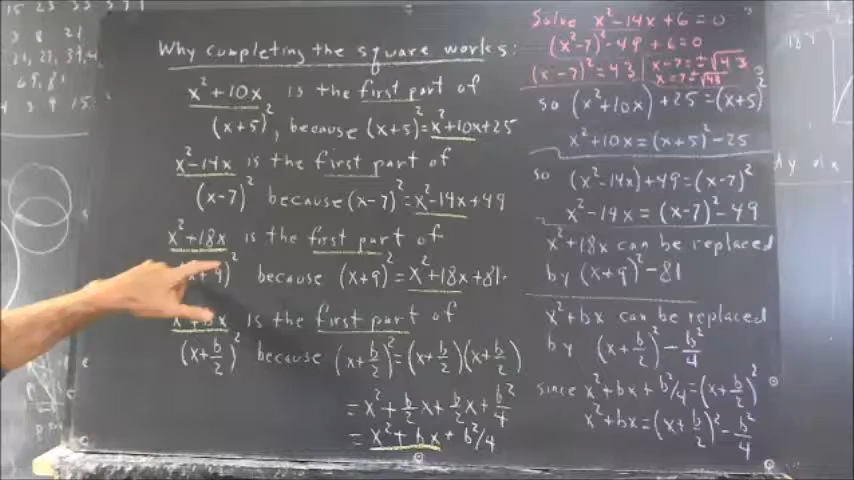 Why completing the square works:
x²+10x is the first part of
(x+5)², because (x+5)²=x²+10x+25
x²-14x is the first part of
(x-7)² because (x-7)²=x²-14x+49
x²+18x is the first part of
because (x+9)²=x²+18x+81.
x²+bx is the first part of
(x+b/2)² because (x+b/2)²=(x+b/2)(x+b/2)
=x²+b/2x+b/2x+b²/4
=x²+bx+b²/4
Solve x²-14x+6=0
(x²-7)²-49+6=0
(x²-7)²=43 x-7=±√43
so (x²+10x)+25=(x+5)²
x²+10x=(x+5)²-25
so (x²-14x)+49=(x-7)²
x²-14x=(x-7)²-49
x²+18x can be replaced
by (x+9)²-81
x²+bx can be replaced
by (x+b/2)²-b²/4
since x²+bx+b²/4=(x+b/2)²
x²+bx=(x+b/2)²-b²/4